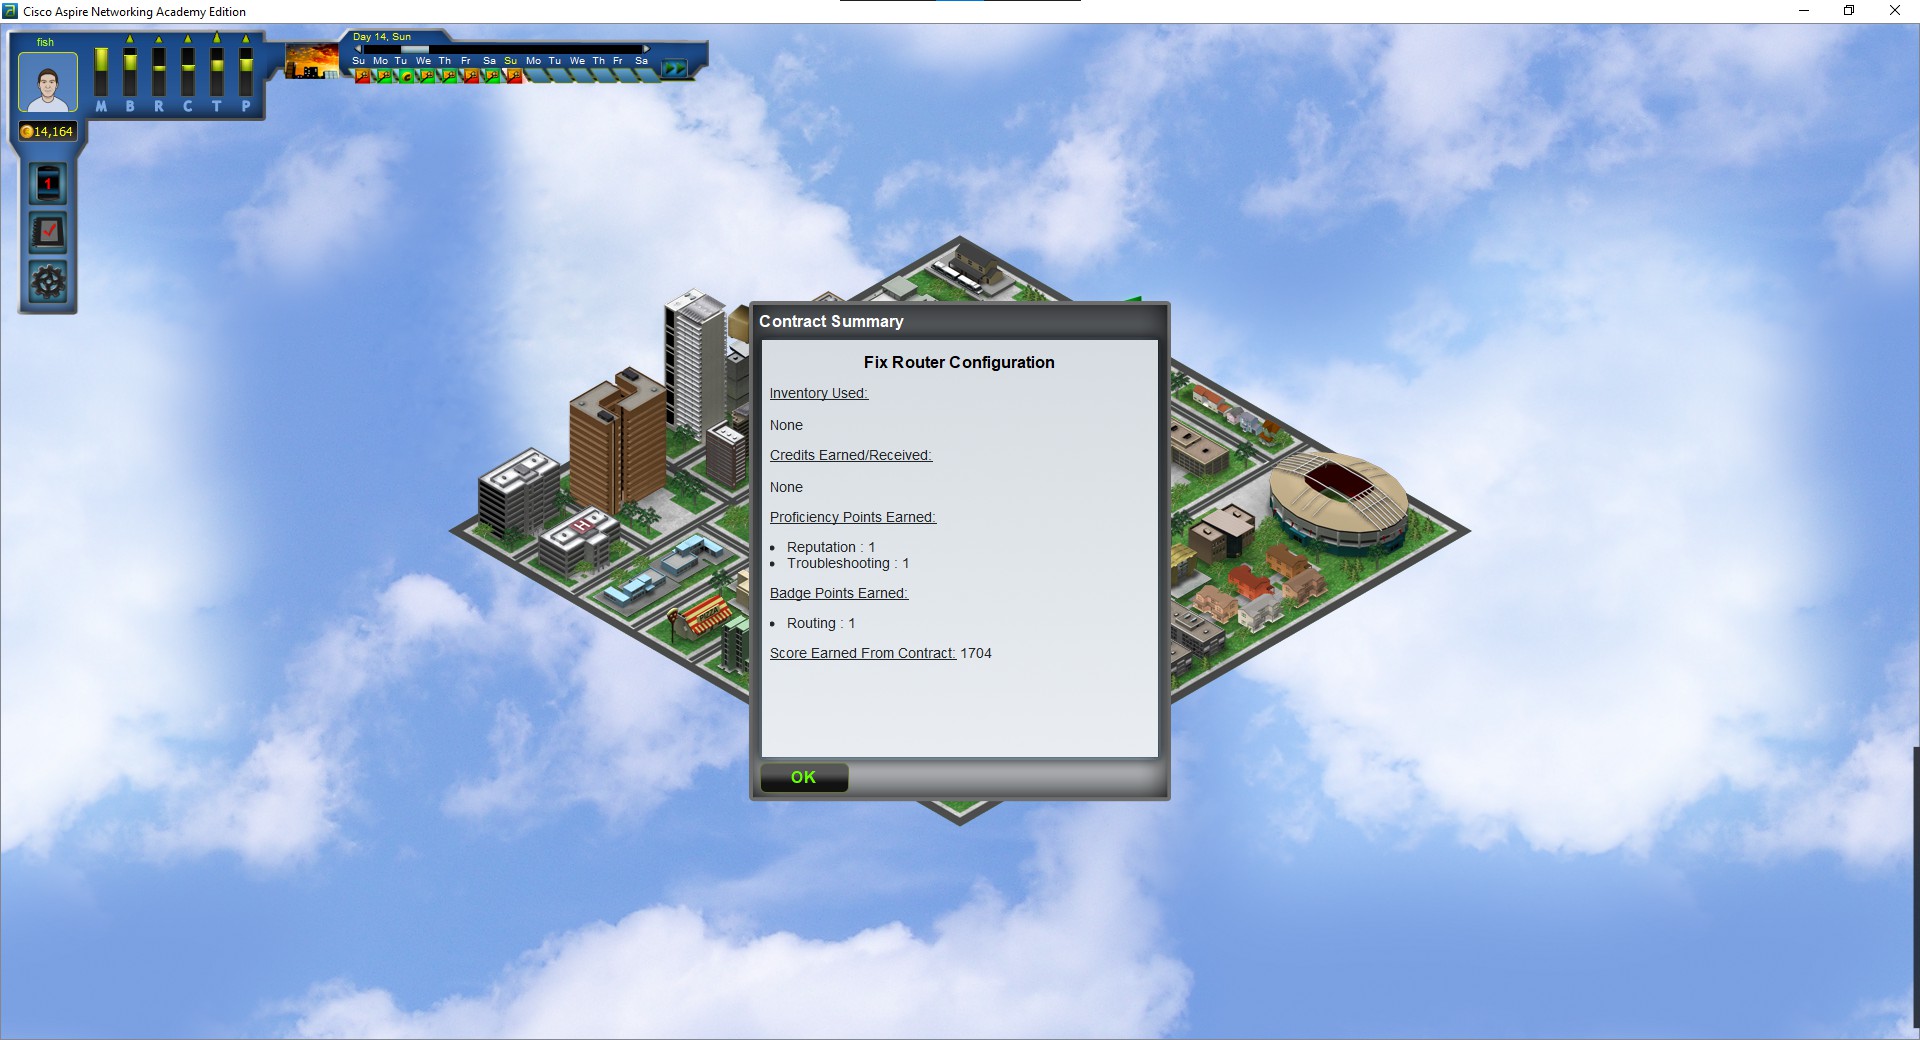 Cisco Aspire Networking Academy Edition
fish
M B R C T P
14,164
Day 14, Sun
Su Mo Tu We Th Fr Sa Su Mo Tu We Th Fr Sa
1
Contract Summary
Fix Router Configuration
Inventory Used:
None
Credits Earned/Received:
None
Proficiency Points Earned:
Reputation : 1
Troubleshooting : 1
Badge Points Earned:
Routing : 1
Score Earned From Contract: 1704
OK
H
PIZZA